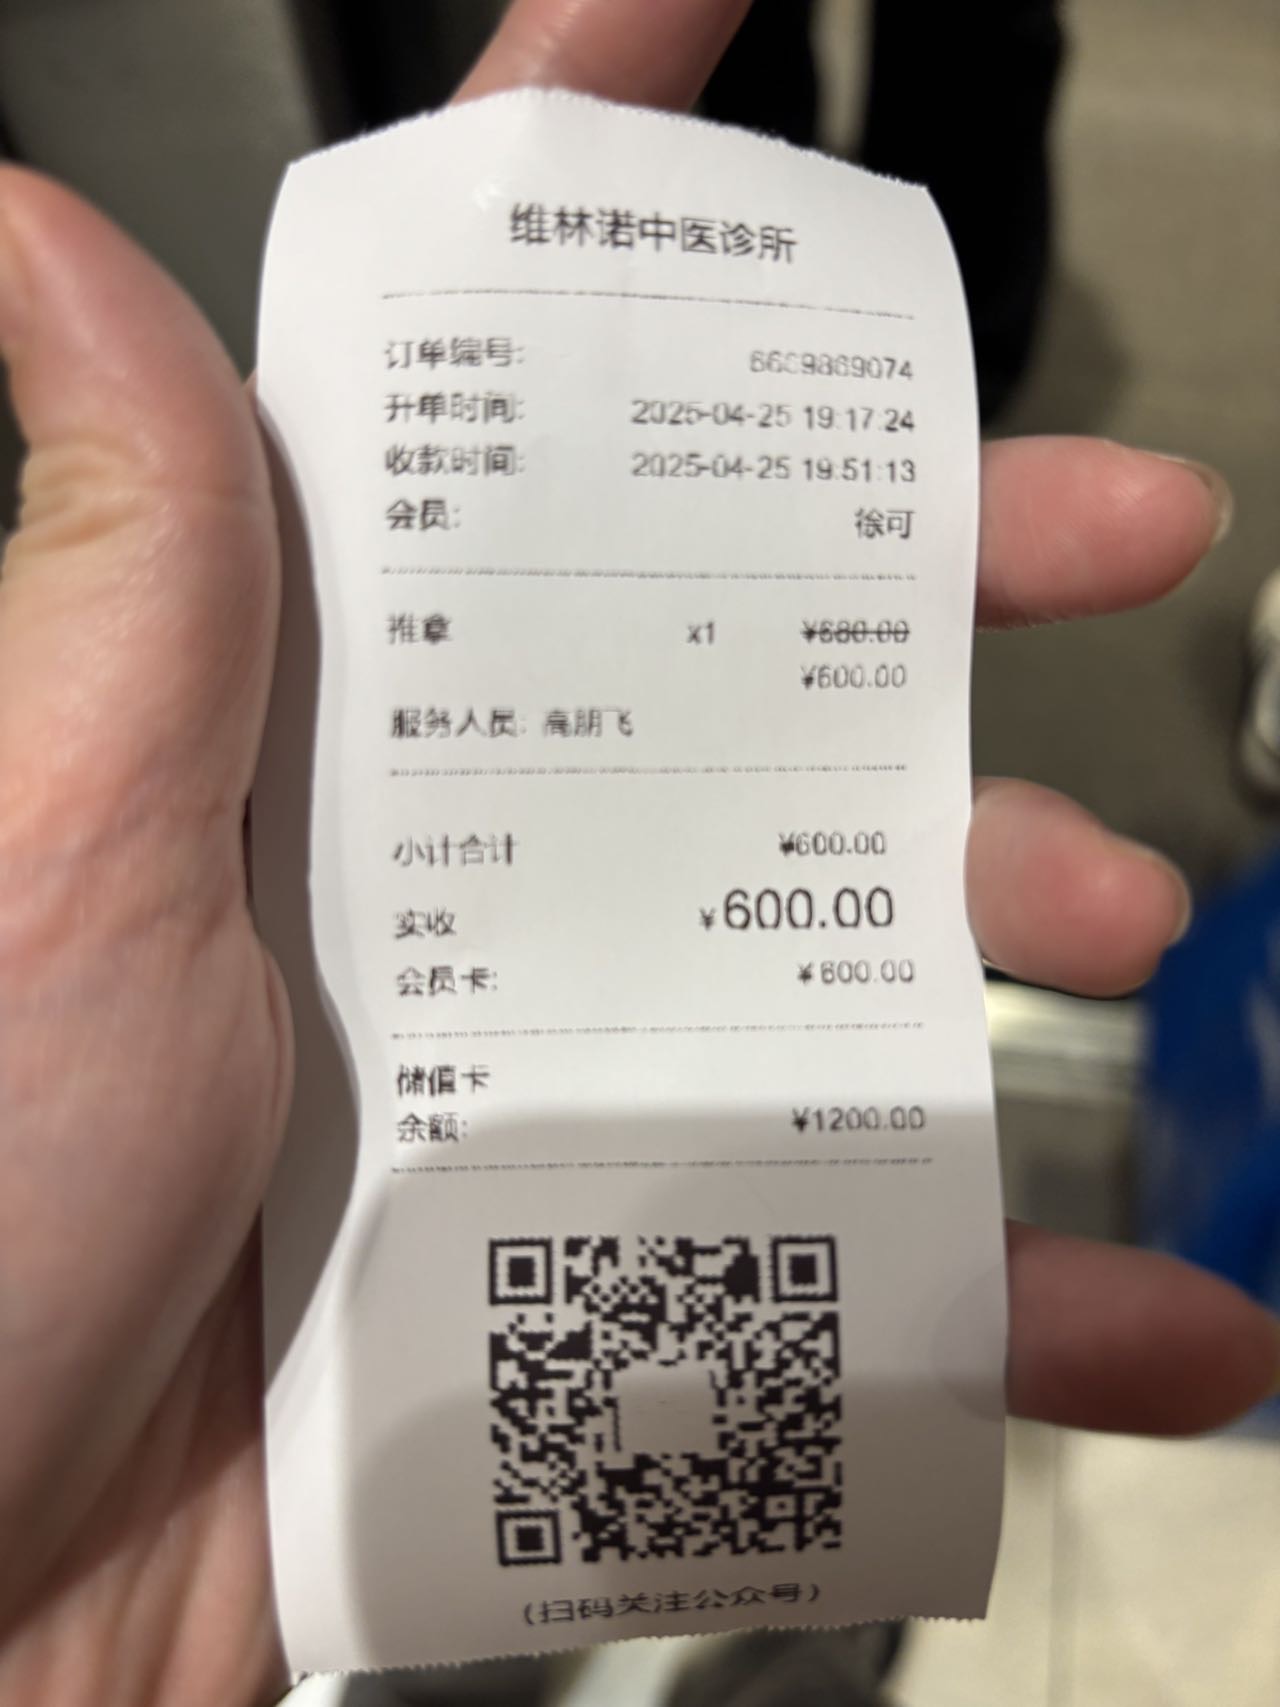 维林诺中医诊所
订单编号: 6609869074
开单时间: 2025-04-25 19:17:24
收款时间: 2025-04-25 19:51:13
会员: 徐可
推拿 x1 ¥680.00
¥600.00
服务人员: 高朋飞
小计合计 ¥600.00
实收 ¥600.00
会员卡: ¥600.00
储值卡
余额: ¥1200.00
(扫码关注公众号)